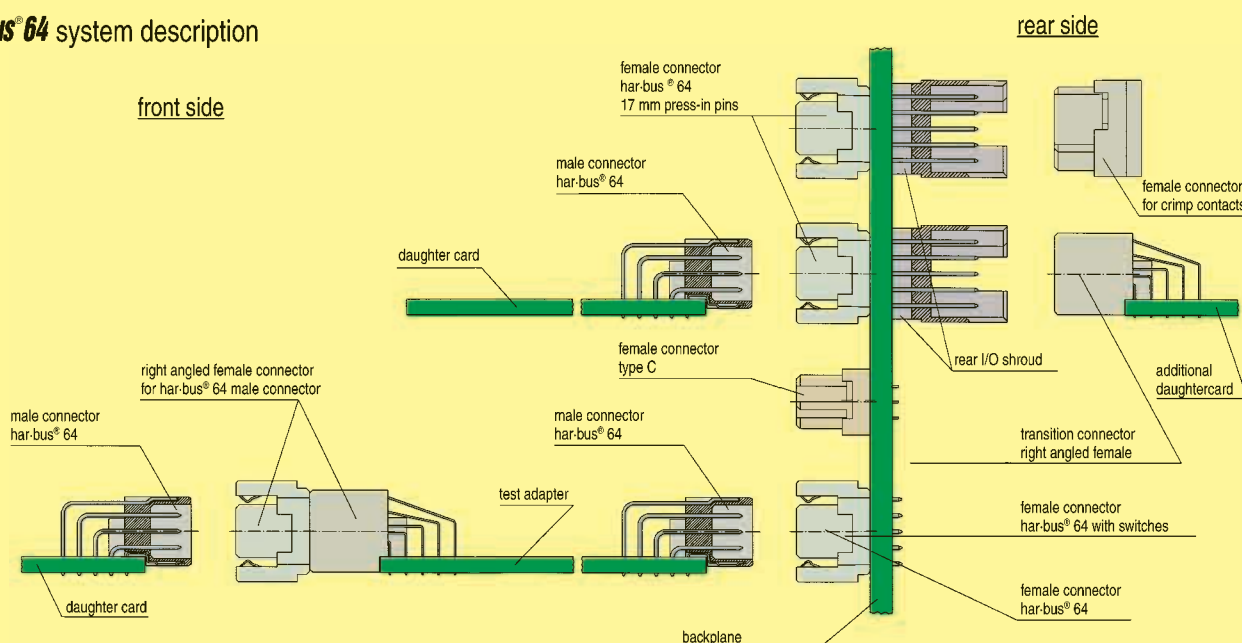 us® 64 system description
rear side
front side
female connector
har·bus ® 64
17 mm press-in pins
male connector
har·bus® 64
female connector
for crimp contacts
daughter card
female connector
type C
rear I/O shroud
additional
daughtercard
right angled female connector
for har·bus® 64 male connector
male connector
har·bus® 64
male connector
har·bus® 64
transition connector
right angled female
test adapter
female connector
har·bus® 64 with switches
female connector
har·bus® 64
daughter card
backplane